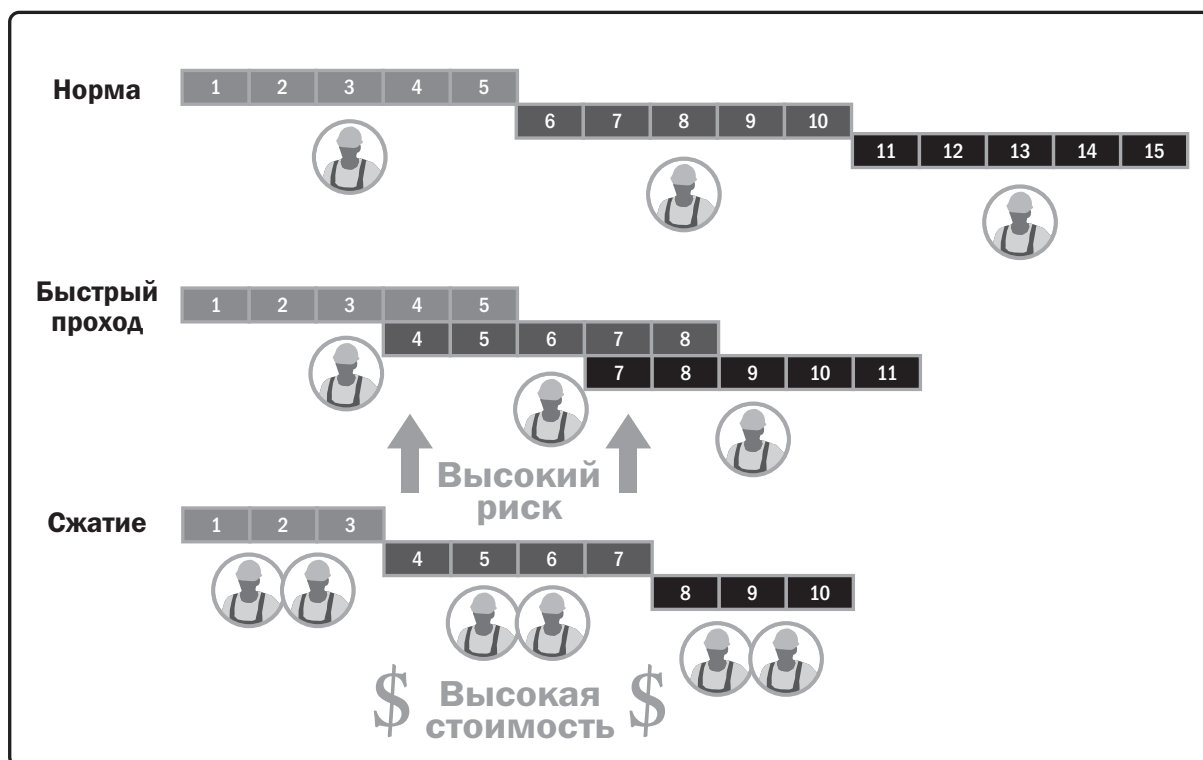 Норма
1 2 3 4 5
6 7 8 9 10
11 12 13 14 15
Быстрый
проход
1 2 3 4 5
4 5 6 7 8
7 8 9 10 11
Высокий
риск
Сжатие
1 2 3
4 5 6 7
8 9 10
$ Высокая $
стоимость